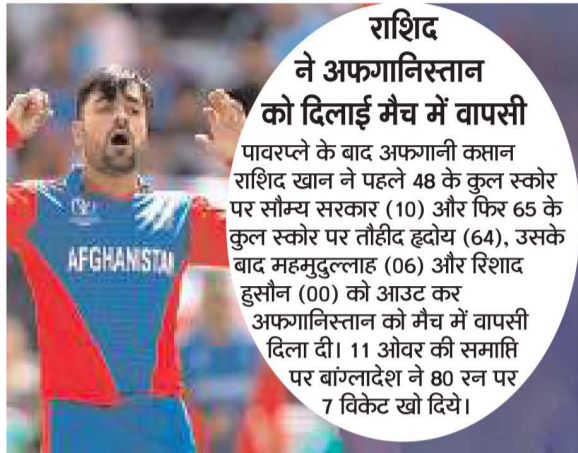 राशिद
ने अफगानिस्तान
को दिलाई मैच में वापसी
पावरप्ले के बाद अफगानी कप्तान
राशिद खान ने पहले 48 के कुल स्कोर
पर सौम्य सरकार (10) और फिर 65 के
कुल स्कोर पर तौहीद हृदोय (64), उसके
बाद महमुदुल्लाह (06) और रिशाद
हुसौन (00) को आउट कर
अफगानिस्तान को मैच में वापसी
दिला दी। 11 ओवर की समाप्ति
पर बांग्लादेश ने 80 रन पर
7 विकेट खो दिये।
AFGHANISTAN